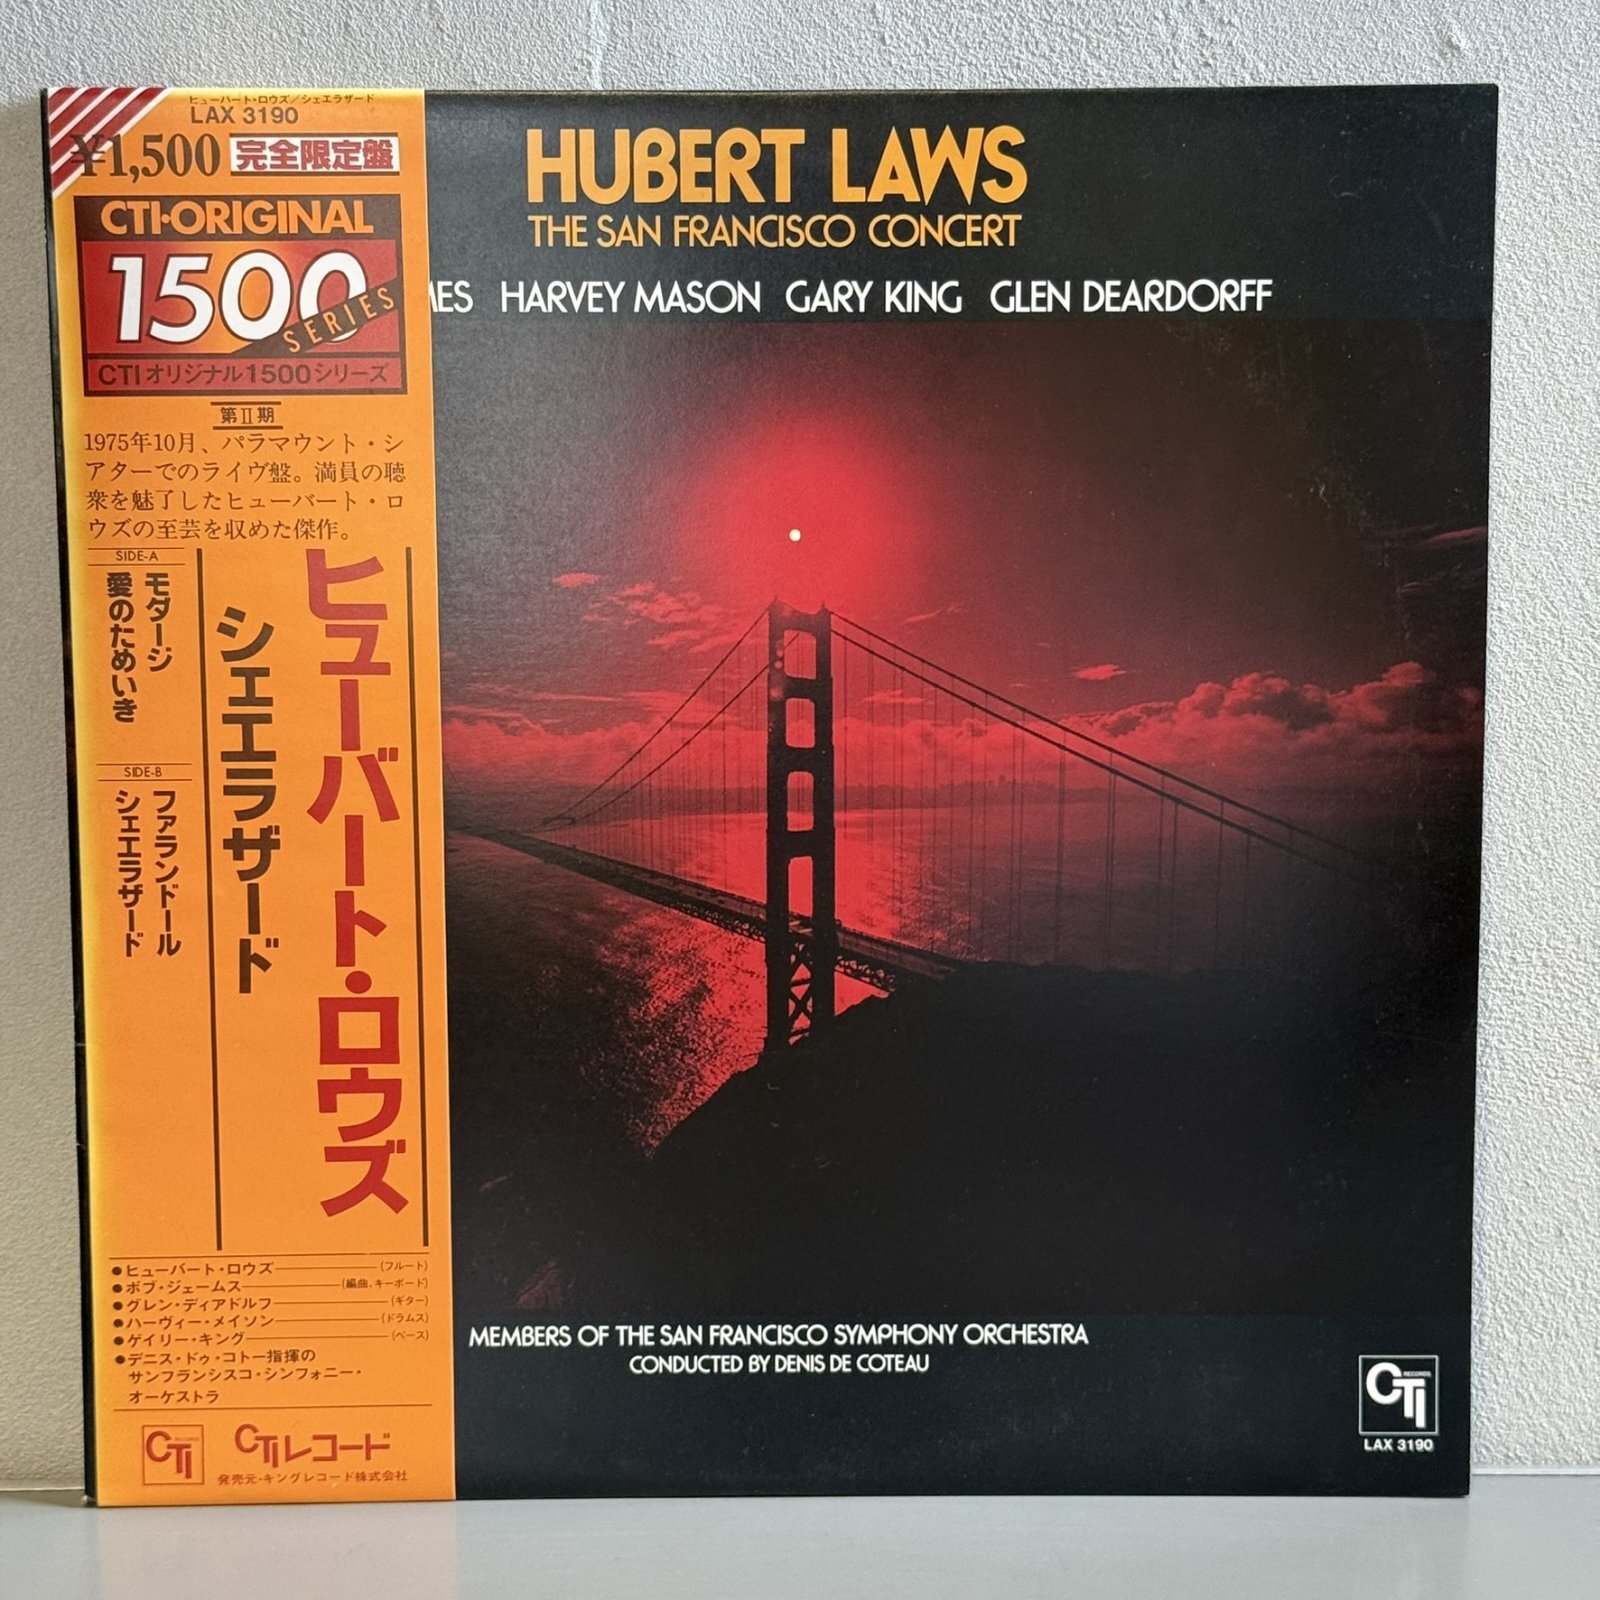 ヒューバート・ロウズ/シェエラザード
LAX 3190
¥1,500 完全限定盤
CTI・ORIGINAL
1500
SERIES
CTIオリジナル1500シリーズ
第II期
1975年10月、パラマウント・シ
アターでのライヴ盤。満員の聴
衆を魅了したヒューバート・ロ
ウズの至芸を収めた傑作。
ヒューバート・ロウズ
シェエラザード
SIDE-A
モダージ
愛のためいき
SIDE-B
ファランドール
シェエラザード
●ヒューバート・ロウズ(フルート)
●ボブ・ジェームス(編曲、キーボード)
●グレン・ディアドルフ(ギター)
●ハーヴィー・メイソン(ドラムス)
●ゲイリー・キング(ベース)
●デニス・ドゥ・コトー指揮の
サンフランシスコ・シンフォニー・
オーケストラ
CTI RECORDS
CTIレコード
発売元・キングレコード株式会社
HUBERT LAWS
THE SAN FRANCISCO CONCERT
MES HARVEY MASON GARY KING GLEN DEARDORFF
MEMBERS OF THE SAN FRANCISCO SYMPHONY ORCHESTRA
CONDUCTED BY DENIS DE COTEAU
CTI RECORDS
LAX 3190